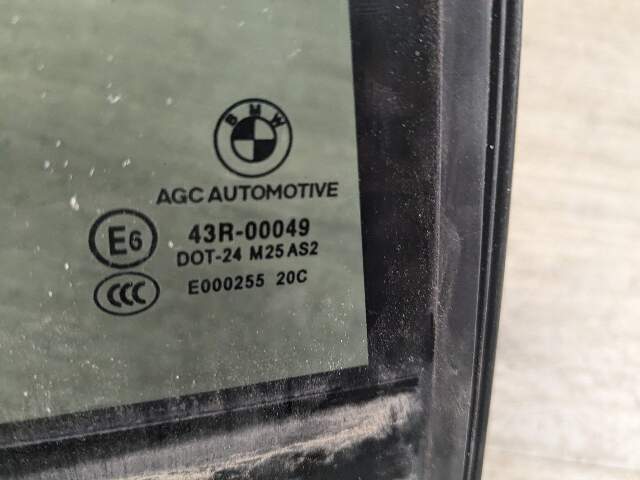 BMW
AGC AUTOMOTIVE
E6 43R-00049
DOT-24 M25 AS2
CCC E000255 20C